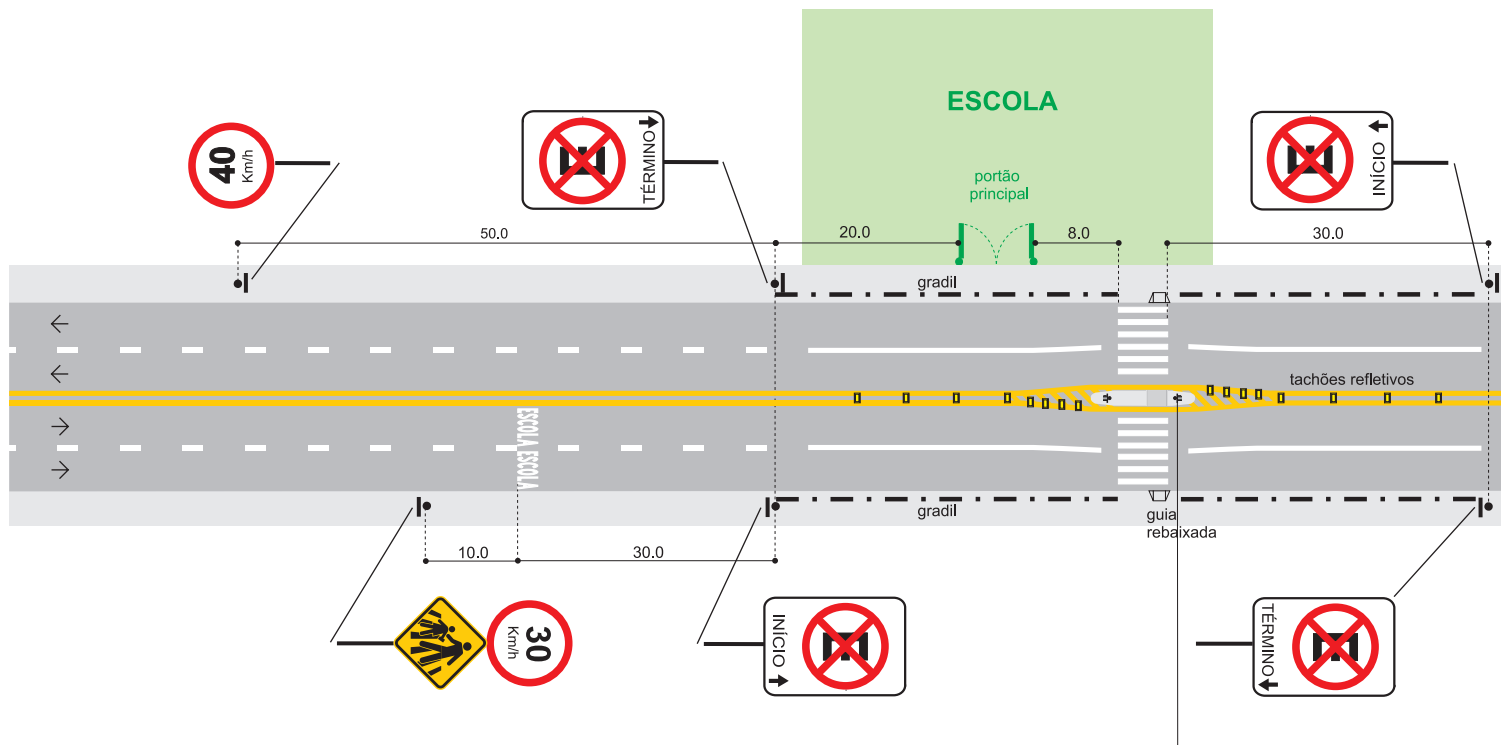 ESCOLA
portão
principal
40
Km/h
TÉRMINO
INÍCIO
50.0
20.0
8.0
30.0
gradil
tachões refletivos
ESCOLA ESCOLA
gradil
guia
rebaixada
10.0
30.0
30
Km/h
INÍCIO
TÉRMINO